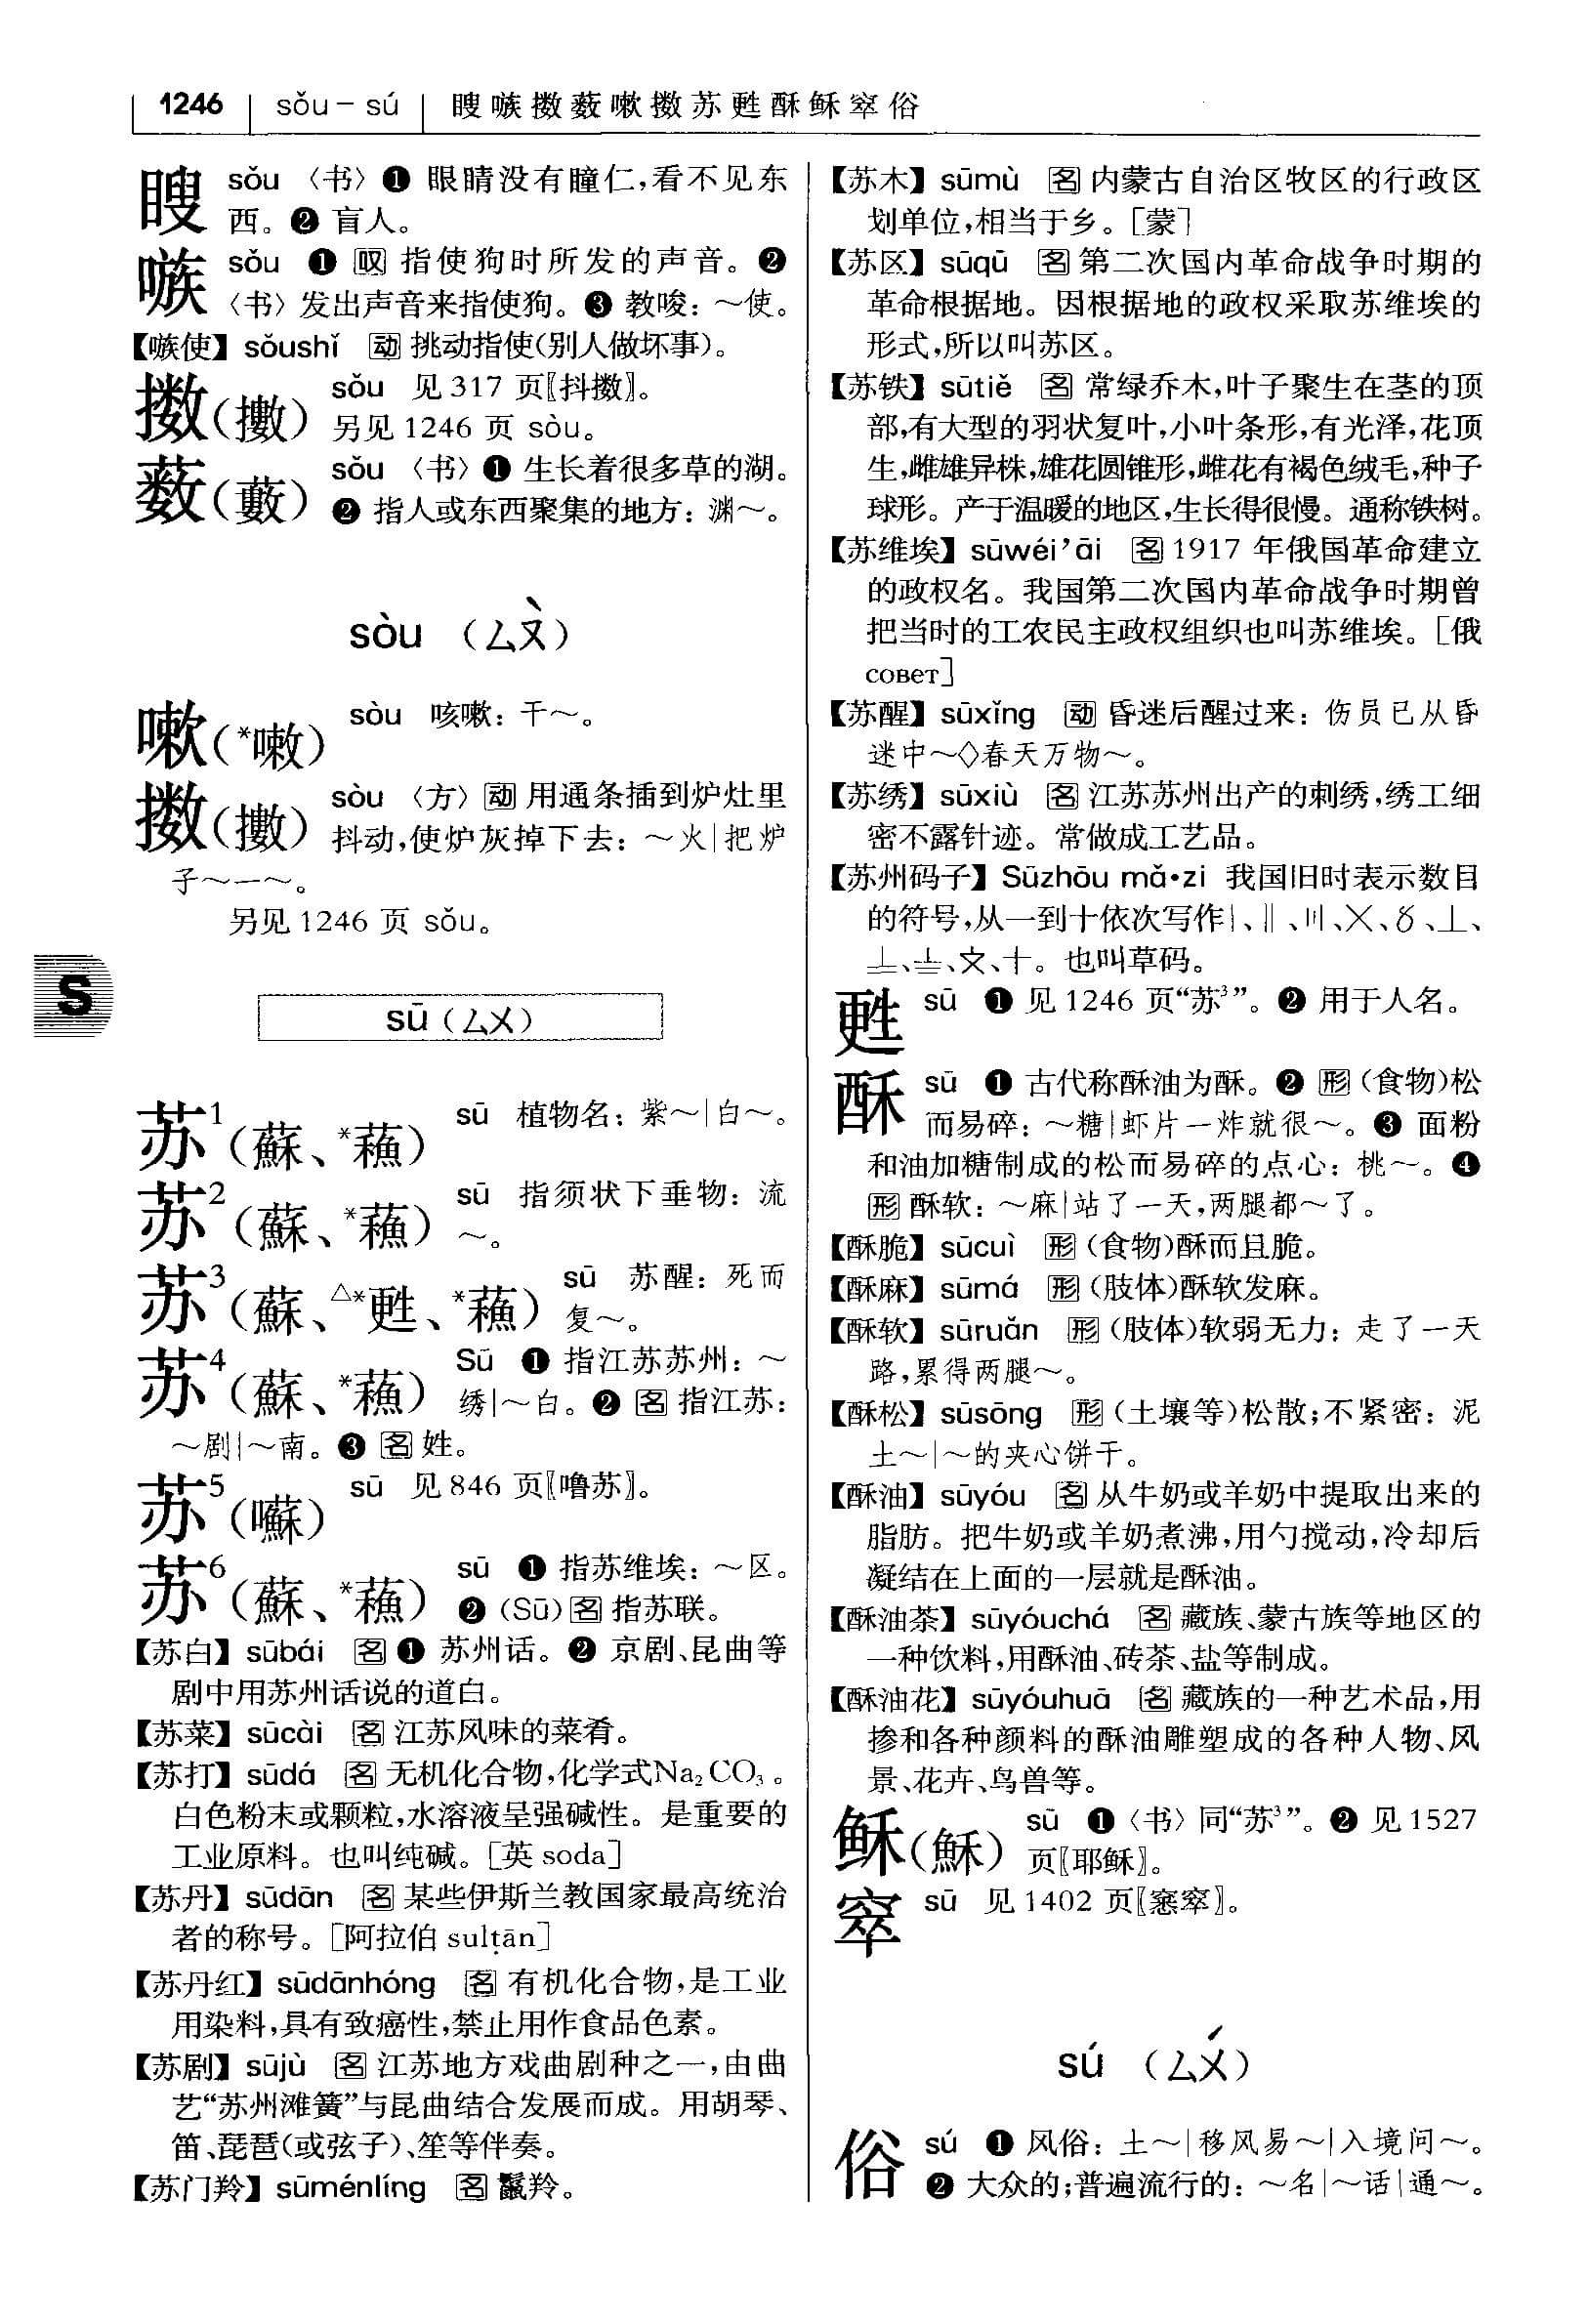 1246 sǒu－sú 瞍嗾擞薮嗽擞苏甦酥稣窣俗
瞍 sǒu 〈书〉❶ 眼睛没有瞳仁,看不见东
西。❷ 盲人。
嗾 sǒu ❶ 叹 指使狗时所发的声音。❷
〈书〉发出声音来指使狗。❸ 教唆：～使。
【嗾使】sǒushǐ 动 挑动指使(别人做坏事)。
擞(擻) sǒu 见 317 页〖抖擞〗。
另见 1246 页 sòu。
薮(藪) sǒu 〈书〉❶ 生长着很多草的湖。
❷ 指人或东西聚集的地方：渊～。
sòu （ㄙㄡˋ）
嗽(*嗽) sòu 咳嗽：干～。
擞(擻) sòu 〈方〉动 用通条插到炉灶里
抖动,使炉灰掉下去：～火|把炉
子～一～。
另见 1246 页 sǒu。
S
sū（ㄙㄨ）
苏¹(蘇、*蘓) sū 植物名：紫～|白～。
苏²(蘇、*蘓) sū 指须状下垂物：流
～。
苏³(蘇、△*甦、*蘓) sū 苏醒：死而
复～。
苏⁴(蘇、*蘓) Sū ❶ 指江苏苏州：～
绣|～白。❷ 名 指江苏：
～剧|～南。❸ 名 姓。
苏⁵(囌) sū 见 846 页〖噜苏〗。
苏⁶(蘇、*蘓) sū ❶ 指苏维埃：～区。
❷ (Sū) 名 指苏联。
【苏白】sūbái 名 ❶ 苏州话。❷ 京剧、昆曲等
剧中用苏州话说的道白。
【苏菜】sūcài 名 江苏风味的菜肴。
【苏打】sūdá 名 无机化合物,化学式Na₂CO₃。
白色粉末或颗粒,水溶液呈强碱性。是重要的
工业原料。也叫纯碱。［英 soda］
【苏丹】sūdān 名 某些伊斯兰教国家最高统治
者的称号。［阿拉伯 sulṭān］
【苏丹红】sūdānhóng 名 有机化合物,是工业
用染料,具有致癌性,禁止用作食品色素。
【苏剧】sūjù 名 江苏地方戏曲剧种之一,由曲
艺“苏州滩簧”与昆曲结合发展而成。用胡琴、
笛、琵琶(或弦子)、笙等伴奏。
【苏门羚】sūménlíng 名 鬣羚。
【苏木】sūmù 名 内蒙古自治区牧区的行政区
划单位,相当于乡。［蒙］
【苏区】sūqū 名 第二次国内革命战争时期的
革命根据地。因根据地的政权采取苏维埃的
形式,所以叫苏区。
【苏铁】sūtiě 名 常绿乔木,叶子聚生在茎的顶
部,有大型的羽状复叶,小叶条形,有光泽,花顶
生,雌雄异株,雄花圆锥形,雌花有褐色绒毛,种子
球形。产于温暖的地区,生长得很慢。通称铁树。
【苏维埃】sūwéi’āi 名 1917 年俄国革命建立
的政权名。我国第二次国内革命战争时期曾
把当时的工农民主政权组织也叫苏维埃。［俄
совет］
【苏醒】sūxǐng 动 昏迷后醒过来：伤员已从昏
迷中～◇春天万物～。
【苏绣】sūxiù 名 江苏苏州出产的刺绣,绣工细
密不露针迹。常做成工艺品。
【苏州码子】Sūzhōu mǎ·zi 我国旧时表示数目
的符号,从一到十依次写作〡、〢、〣、〤、〥、〦、
〧、〨、〩、十。也叫草码。
甦 sū ❶ 见 1246 页“苏³”。❷ 用于人名。
酥 sū ❶ 古代称酥油为酥。❷ 形 (食物)松
而易碎：～糖|虾片一炸就很～。❸ 面粉
和油加糖制成的松而易碎的点心：桃～。❹
形 酥软：～麻|站了一天,两腿都～了。
【酥脆】sūcuì 形 (食物)酥而且脆。
【酥麻】sūmá 形 (肢体)酥软发麻。
【酥软】sūruǎn 形 (肢体)软弱无力：走了一天
路,累得两腿～。
【酥松】sūsōng 形 (土壤等)松散;不紧密：泥
土～|～的夹心饼干。
【酥油】sūyóu 名 从牛奶或羊奶中提取出来的
脂肪。把牛奶或羊奶煮沸,用勺搅动,冷却后
凝结在上面的一层就是酥油。
【酥油茶】sūyóuchá 名 藏族、蒙古族等地区的
一种饮料,用酥油、砖茶、盐等制成。
【酥油花】sūyóuhuā 名 藏族的一种艺术品,用
掺和各种颜料的酥油雕塑成的各种人物、风
景、花卉、鸟兽等。
稣(穌) sū ❶〈书〉同“苏³”。❷ 见 1527
页〖耶稣〗。
窣 sū 见 1402 页〖窸窣〗。
sú （ㄙㄨˊ）
俗 sú ❶ 风俗：土～|移风易～|入境问～。
❷ 大众的;普遍流行的：～名|～话|通～。